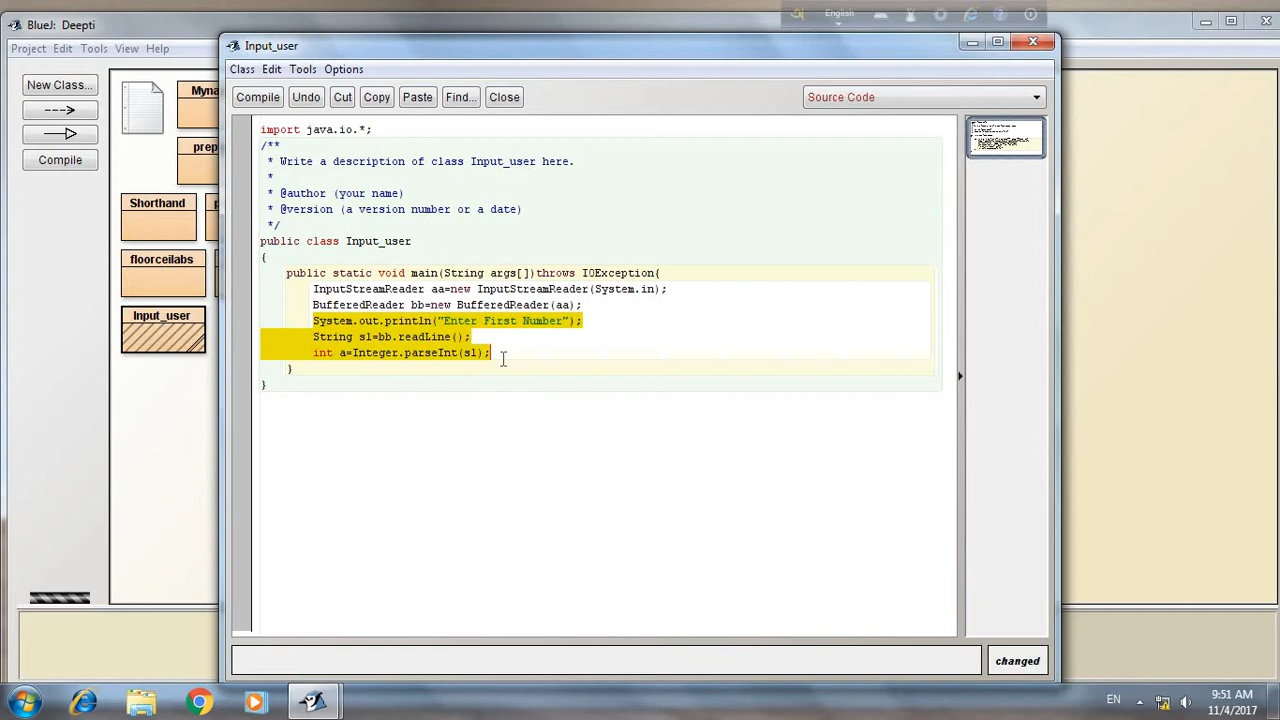 BlueJ: Deepti
Project Edit Tools View Help
New Class...
Compile
Myna
prep
Shorthand
p
floorceilabs
Input_user
English
Input_user
Class Edit Tools Options
Compile Undo Cut Copy Paste Find... Close
Source Code
import java.io.*;
/**
* Write a description of class Input_user here.
*
* @author (your name)
* @version (a version number or a date)
*/
public class Input_user
{
public static void main(String args[])throws IOException{
InputStreamReader aa=new InputStreamReader(System.in);
BufferedReader bb=new BufferedReader(aa);
System.out.println("Enter First Number");
String s1=bb.readLine();
int a=Integer.parseInt(s1);
}
}
changed
EN
9:51 AM
11/4/2017